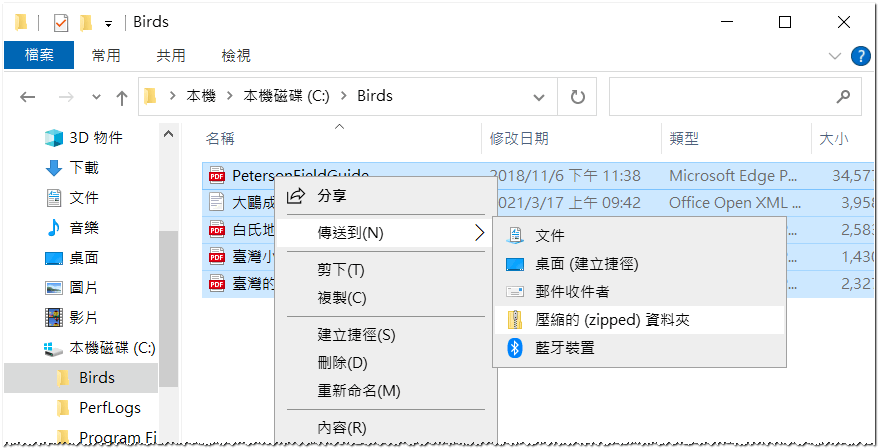 Birds
檔案 常用 共用 檢視
本機 本機磁碟 (C:) Birds
名稱 修改日期 類型 大小
3D 物件
下載
文件
音樂
桌面
圖片
影片
本機磁碟 (C:)
Birds
PerfLogs
Program Fi
PetersonFieldGuide 2018/11/6 下午 11:38 Microsoft Edge P... 34,577
大鷭成 2021/3/17 上午 09:42 Office Open XML ... 3,958
白氏地 2,583
臺灣小 1,430
臺灣的 2,327
分享
傳送到(N)
剪下(T)
複製(C)
建立捷徑(S)
刪除(D)
重新命名(M)
內容(R)
文件
桌面 (建立捷徑)
郵件收件者
壓縮的 (zipped) 資料夾
藍牙裝置